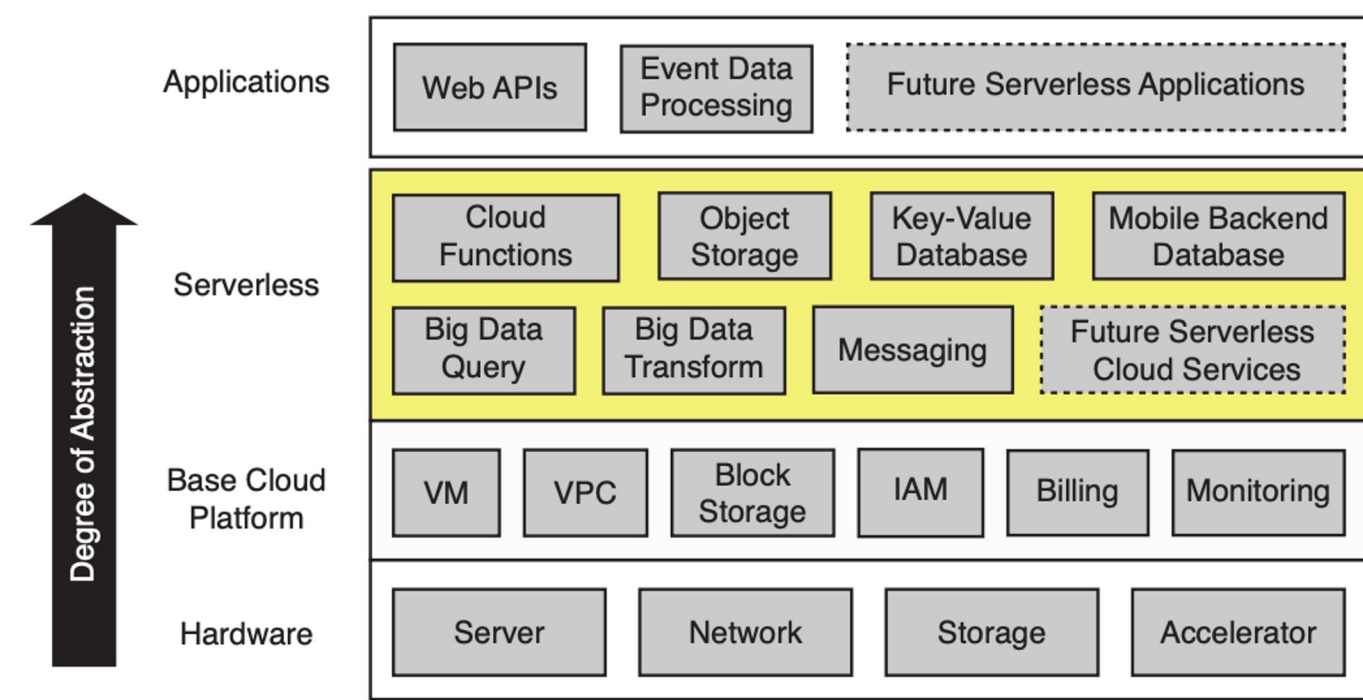 Applications
Web APIs
Event Data
Processing
Future Serverless Applications
Degree of Abstraction
Serverless
Cloud
Functions
Object
Storage
Key-Value
Database
Mobile Backend
Database
Big Data
Query
Big Data
Transform
Messaging
Future Serverless
Cloud Services
Base Cloud
Platform
VM
VPC
Block
Storage
IAM
Billing
Monitoring
Hardware
Server
Network
Storage
Accelerator